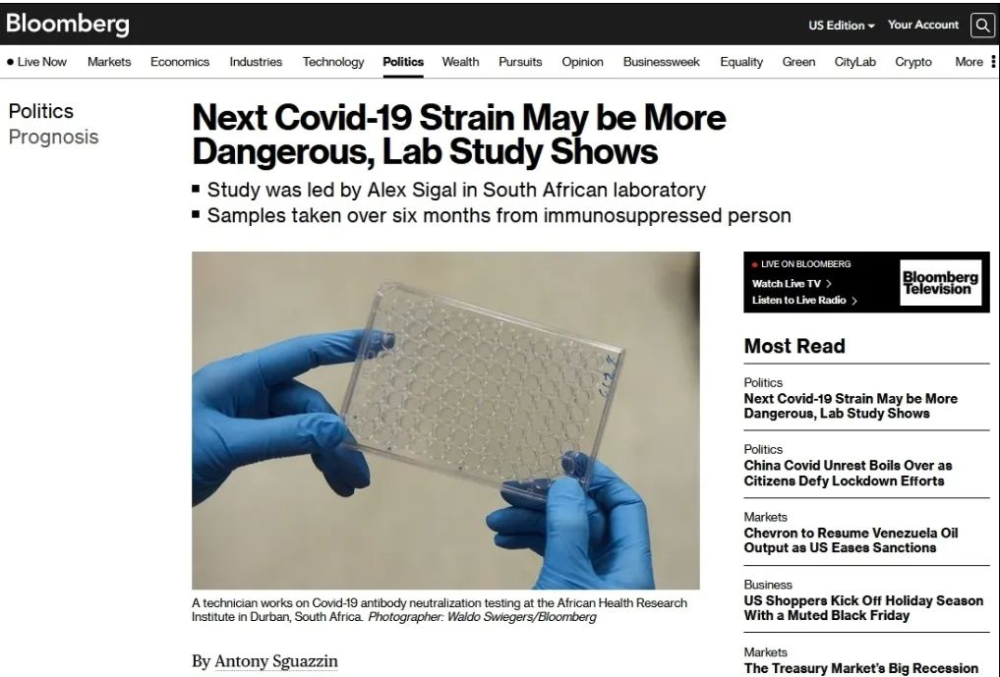 Bloomberg
US Edition
Your Account
Live Now
Markets
Economics
Industries
Technology
Politics
Wealth
Pursuits
Opinion
Businessweek
Equality
Green
CityLab
Crypto
More
Politics
Prognosis
Next Covid-19 Strain May be More
Dangerous, Lab Study Shows
Study was led by Alex Sigal in South African laboratory
Samples taken over six months from immunosuppressed person
A technician works on Covid-19 antibody neutralization testing at the African Health Research
Institute in Durban, South Africa. Photographer: Waldo Swiegers/Bloomberg
By Antony Sguazzin
LIVE ON BLOOMBERG
Watch Live TV
Listen to Live Radio
Bloomberg
Television
Most Read
Politics
Next Covid-19 Strain May be More
Dangerous, Lab Study Shows
Politics
China Covid Unrest Boils Over as
Citizens Defy Lockdown Efforts
Markets
Chevron to Resume Venezuela Oil
Output as US Eases Sanctions
Business
US Shoppers Kick Off Holiday Season
With a Muted Black Friday
Markets
The Treasury Market's Big Recession